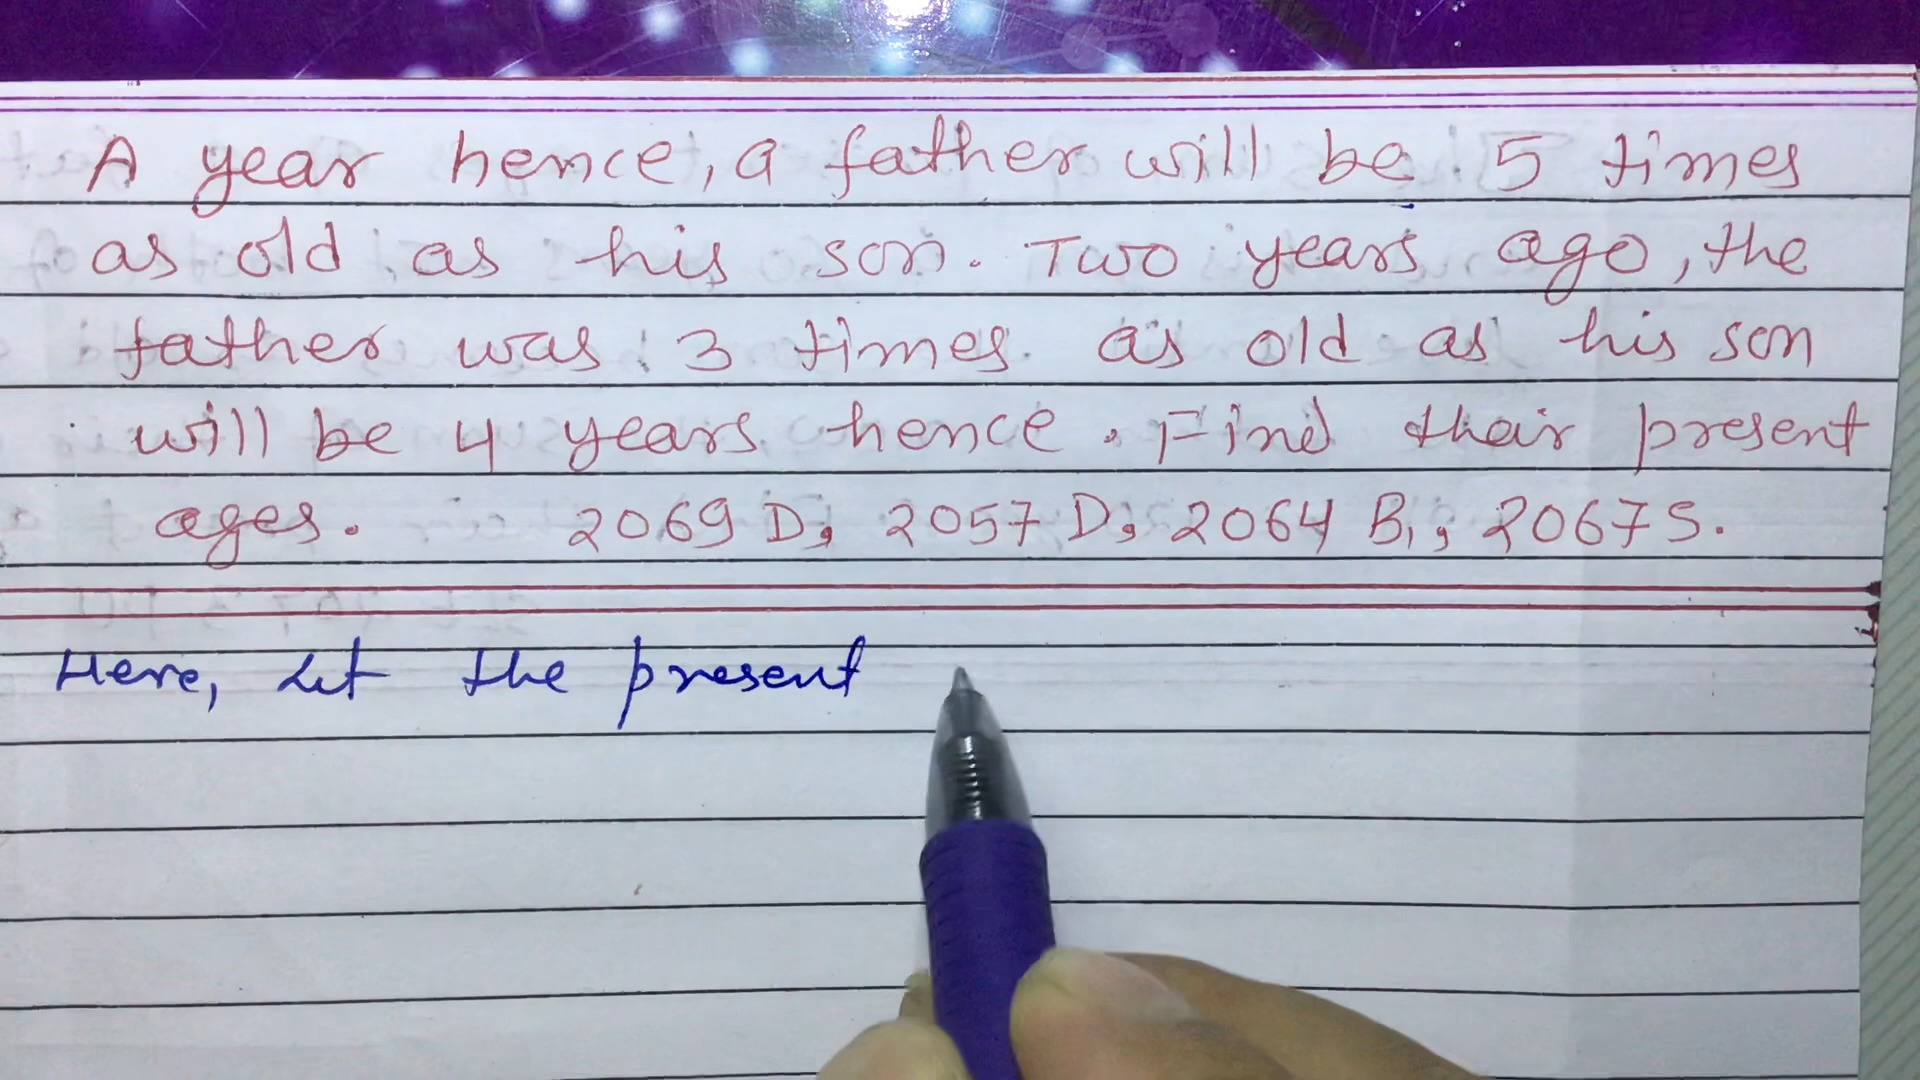 A year hence, a father will be 5 times
as old as his son. Two years ago, the
father was 3 times as old as his son
will be 4 years hence. Find their present
ages. 2069 D, 2057 D, 2064 B, 2067 S.
Here, Let the present